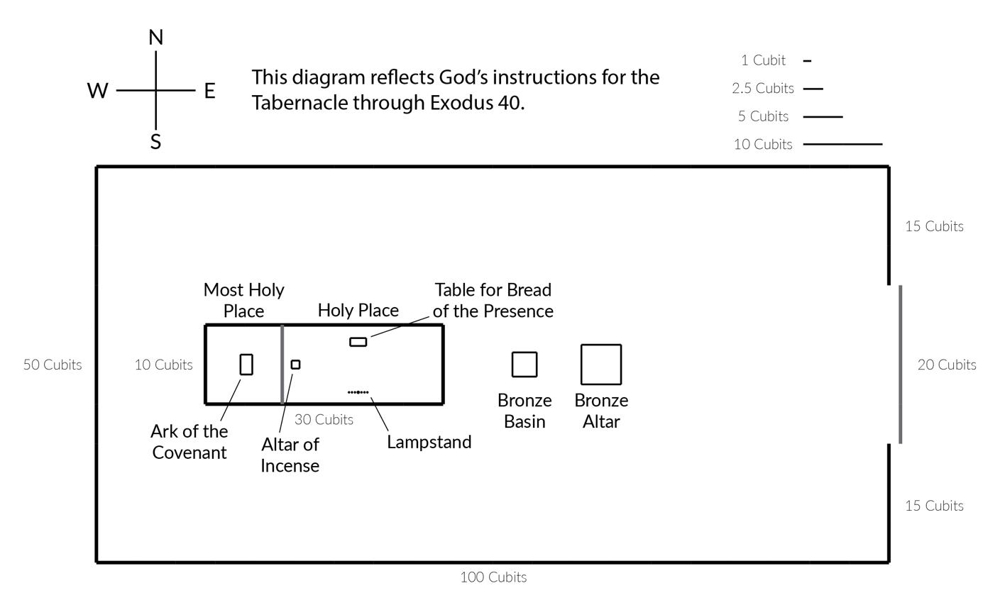 N
W
E
S
This diagram reflects God's instructions for the
Tabernacle through Exodus 40.
1 Cubit
2.5 Cubits
5 Cubits
10 Cubits
15 Cubits
Most Holy
Place
Holy Place
Table for Bread
of the Presence
50 Cubits
10 Cubits
20 Cubits
Bronze
Basin
Bronze
Altar
30 Cubits
Ark of the
Covenant
Altar of
Incense
Lampstand
15 Cubits
100 Cubits